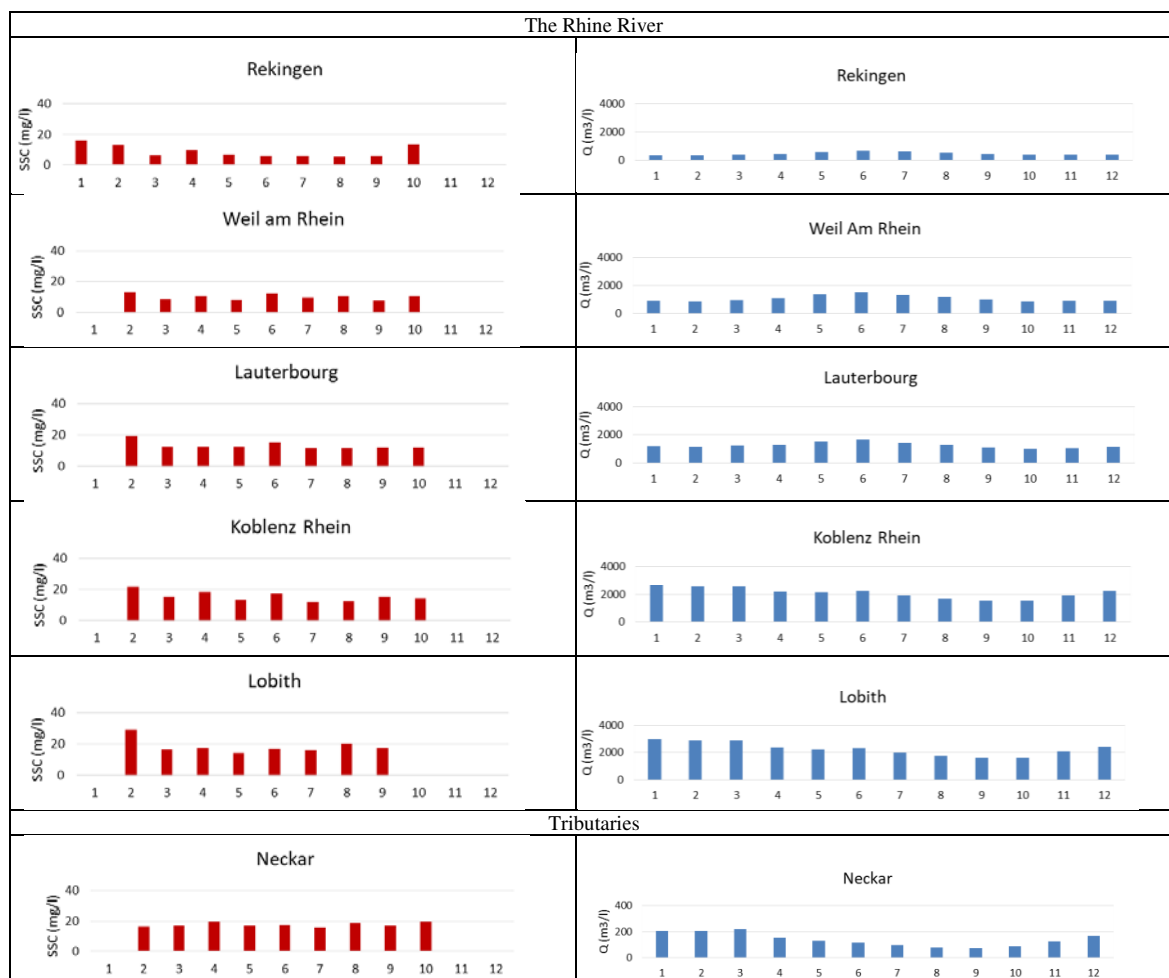 The Rhine River
Rekingen
SSC (mg/l)
40
20
0
1 2 3 4 5 6 7 8 9 10 11 12
Rekingen
Q (m3/l)
4000
2000
0
1 2 3 4 5 6 7 8 9 10 11 12
Weil am Rhein
SSC (mg/l)
40
20
0
1 2 3 4 5 6 7 8 9 10 11 12
Weil Am Rhein
Q (m3/l)
4000
2000
0
1 2 3 4 5 6 7 8 9 10 11 12
Lauterbourg
SSC (mg/l)
40
20
0
1 2 3 4 5 6 7 8 9 10 11 12
Lauterbourg
Q (m3/l)
4000
2000
0
1 2 3 4 5 6 7 8 9 10 11 12
Koblenz Rhein
SSC (mg/l)
40
20
0
1 2 3 4 5 6 7 8 9 10 11 12
Koblenz Rhein
Q (m3/l)
4000
2000
0
1 2 3 4 5 6 7 8 9 10 11 12
Lobith
SSC (mg/l)
40
20
0
1 2 3 4 5 6 7 8 9 10 11 12
Lobith
Q (m3/l)
4000
2000
0
1 2 3 4 5 6 7 8 9 10 11 12
Tributaries
Neckar
SSC (mg/l)
40
20
0
1 2 3 4 5 6 7 8 9 10 11 12
Neckar
Q (m3/l)
400
200
0
1 2 3 4 5 6 7 8 9 10 11 12